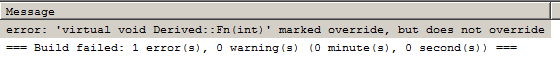 Message
error: 'virtual void Derived::Fn(int)' marked override, but does not override
=== Build failed: 1 error(s), 0 warning(s) (0 minute(s), 0 second(s)) ===